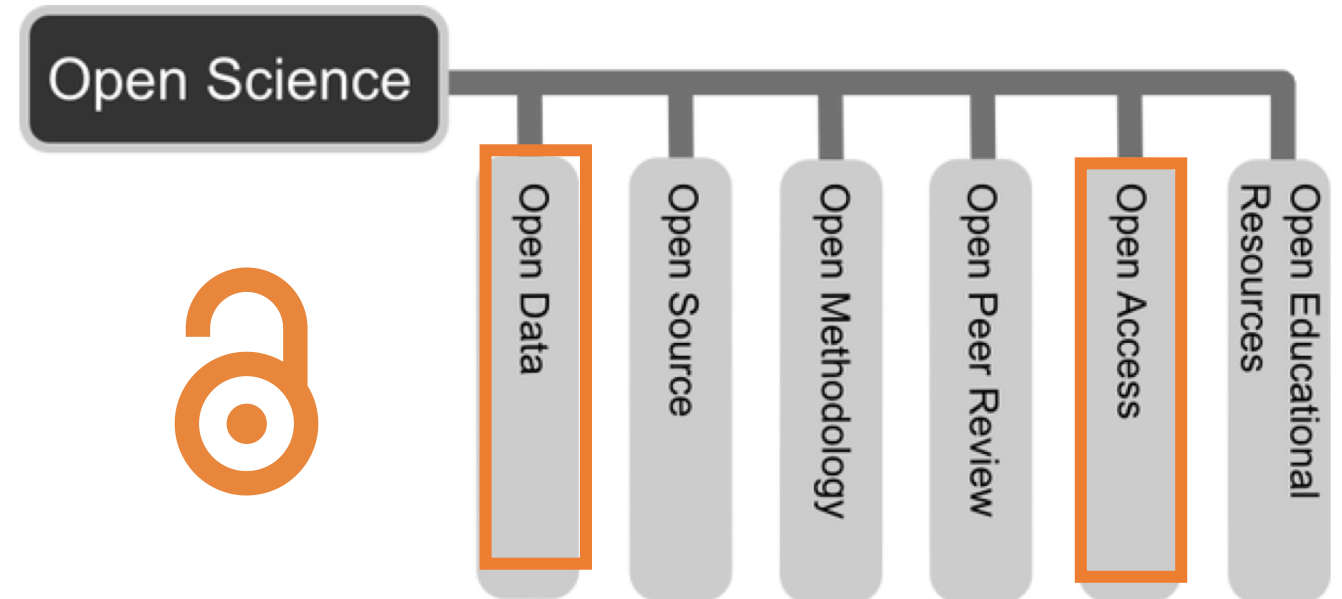 Open Science
Open Data
Open Source
Open Methodology
Open Peer Review
Open Access
Open Educational
Resources